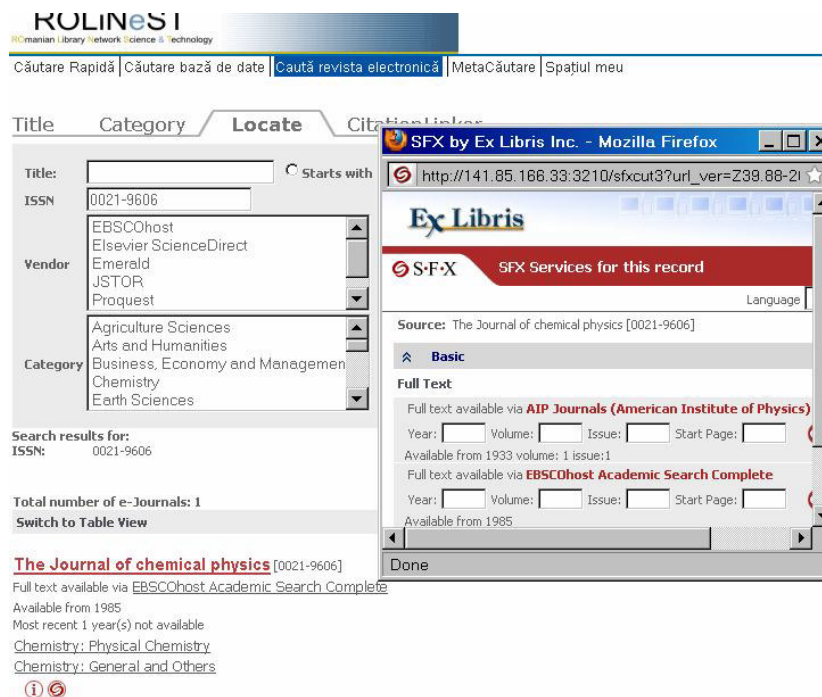 ROLiNeST
ROmanian Library Network Science & Technology
Căutare Rapidă Căutare bază de date Caută revista electronică MetaCăutare Spațiul meu
Title Category Locate CitationLinker
Title: Starts with
ISSN 0021-9606
Vendor
EBSCOhost
Elsevier ScienceDirect
Emerald
JSTOR
Proquest
Category
Agriculture Sciences
Arts and Humanities
Business, Economy and Managemen
Chemistry
Earth Sciences
Search results for:
ISSN: 0021-9606
Total number of e-Journals: 1
Switch to Table View
The Journal of chemical physics [0021-9606]
Full text available via EBSCOhost Academic Search Complete
Available from 1985
Most recent 1 year(s) not available
Chemistry: Physical Chemistry
Chemistry: General and Others
SFX by Ex Libris Inc. - Mozilla Firefox
http://141.85.166.33:3210/sfxcut3?url_ver=Z39.88-2
Ex Libris
S·F·X SFX Services for this record
Language
Source: The Journal of chemical physics [0021-9606]
Basic
Full Text
Full text available via AIP Journals (American Institute of Physics)
Year: Volume: Issue: Start Page:
Available from 1933 volume: 1 issue:1
Full text available via EBSCOhost Academic Search Complete
Year: Volume: Issue: Start Page:
Available from 1985
Done